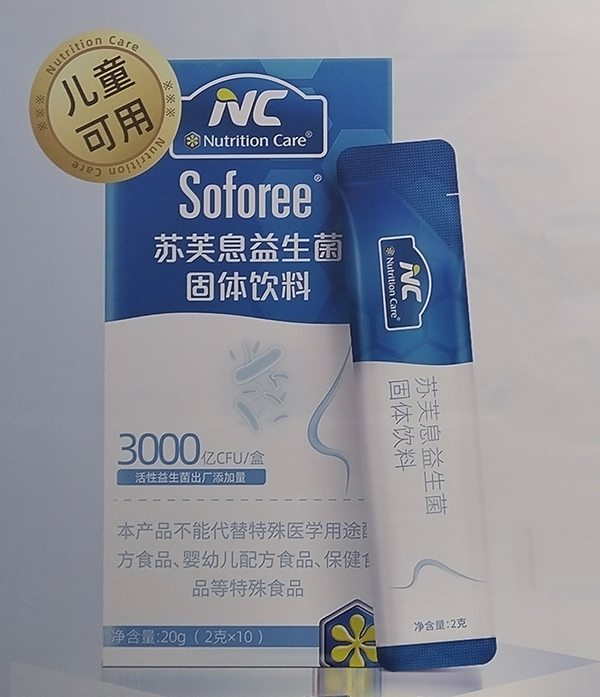 Nutrition Care
儿童
可用
Nutrition Care
NC
Nutrition Care®
Soforee®
苏芙息益生菌
固体饮料
3000亿CFU/盒
活性益生菌出厂添加量
本产品不能代替特殊医学用途
方食品、婴幼儿配方食品、保健
品等特殊食品
净含量:20g(2克×10)
NC
Nutrition Care®
苏芙息益生菌
固体饮料
净含量:2克